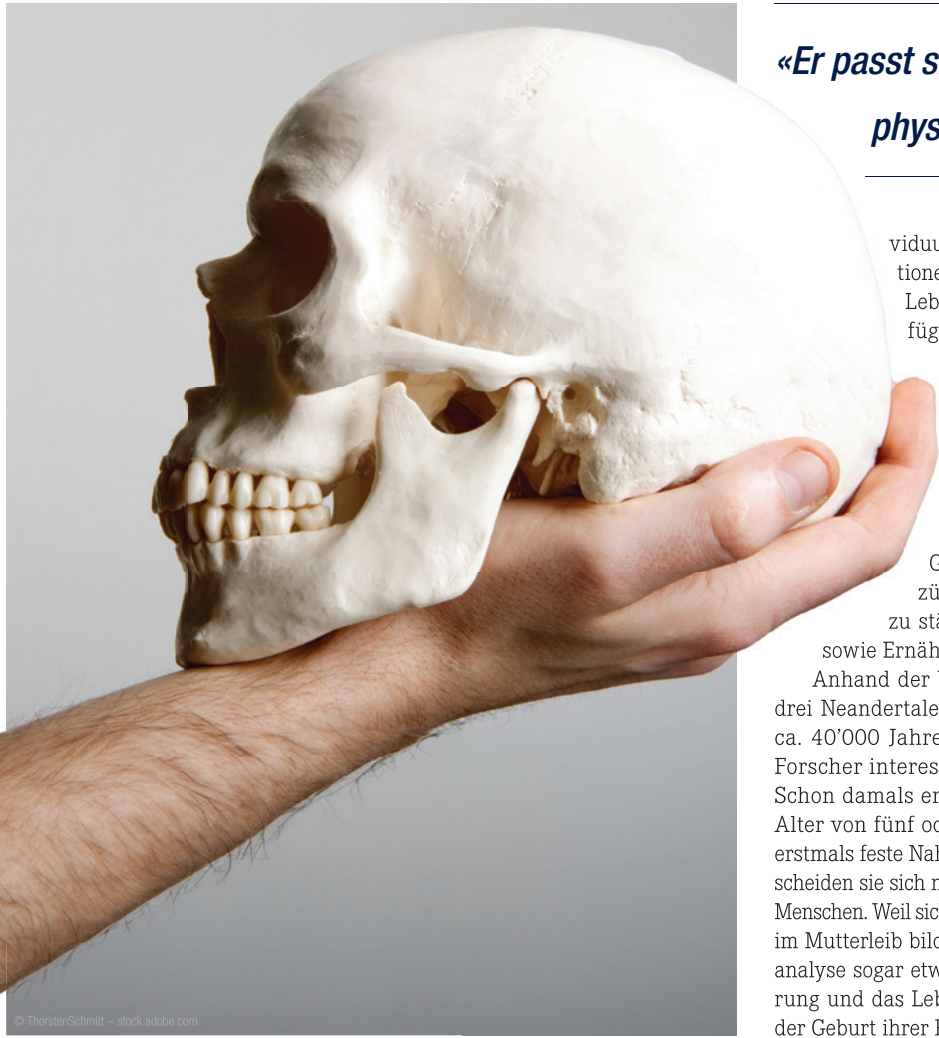 «Er passt s
phys
viduu
tione
Leb
füg
G
zü
zu stä
sowie Ernäh
Anhand der
drei Neandertale
ca. 40’000 Jahre
Forscher interes
Schon damals er
Alter von fünf oc
erstmals feste Nah
scheiden sie sich n
Menschen. Weil sic
im Mutterleib bild
analyse sogar etw
rung und das Leb
der Geburt ihrer
© ThorstenSchmitt – stock.adobe.com